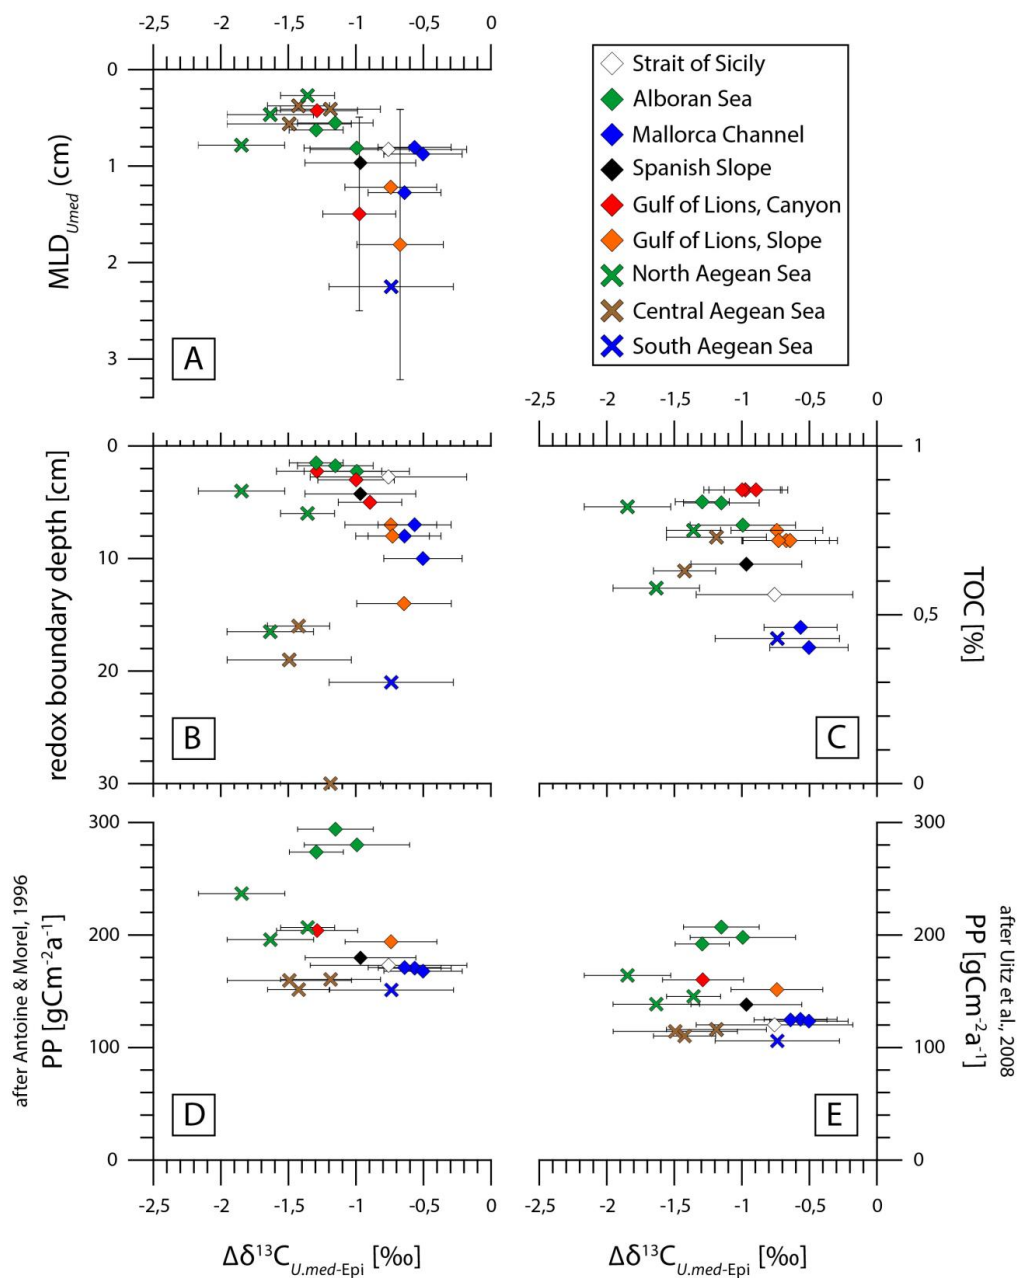 -2,5 -2 -1,5 -1 -0,5 0
0
1
2
3
MLDUmed (cm)
A
Strait of Sicily
Alboran Sea
Mallorca Channel
Spanish Slope
Gulf of Lions, Canyon
Gulf of Lions, Slope
North Aegean Sea
Central Aegean Sea
South Aegean Sea
-2,5 -2 -1,5 -1 -0,5 0
0
10
20
30
redox boundary depth [cm]
B
1
0,5
0
TOC [%]
C
300
200
100
0
after Antoine & Morel, 1996
PP [gCm-2a-1]
D
300
200
100
0
after Uitz et al., 2008
PP [gCm-2a-1]
E
-2,5 -2 -1,5 -1 -0,5 0
-2,5 -2 -1,5 -1 -0,5 0
Δδ13CU.med-Epi [‰]
Δδ13CU.med-Epi [‰]